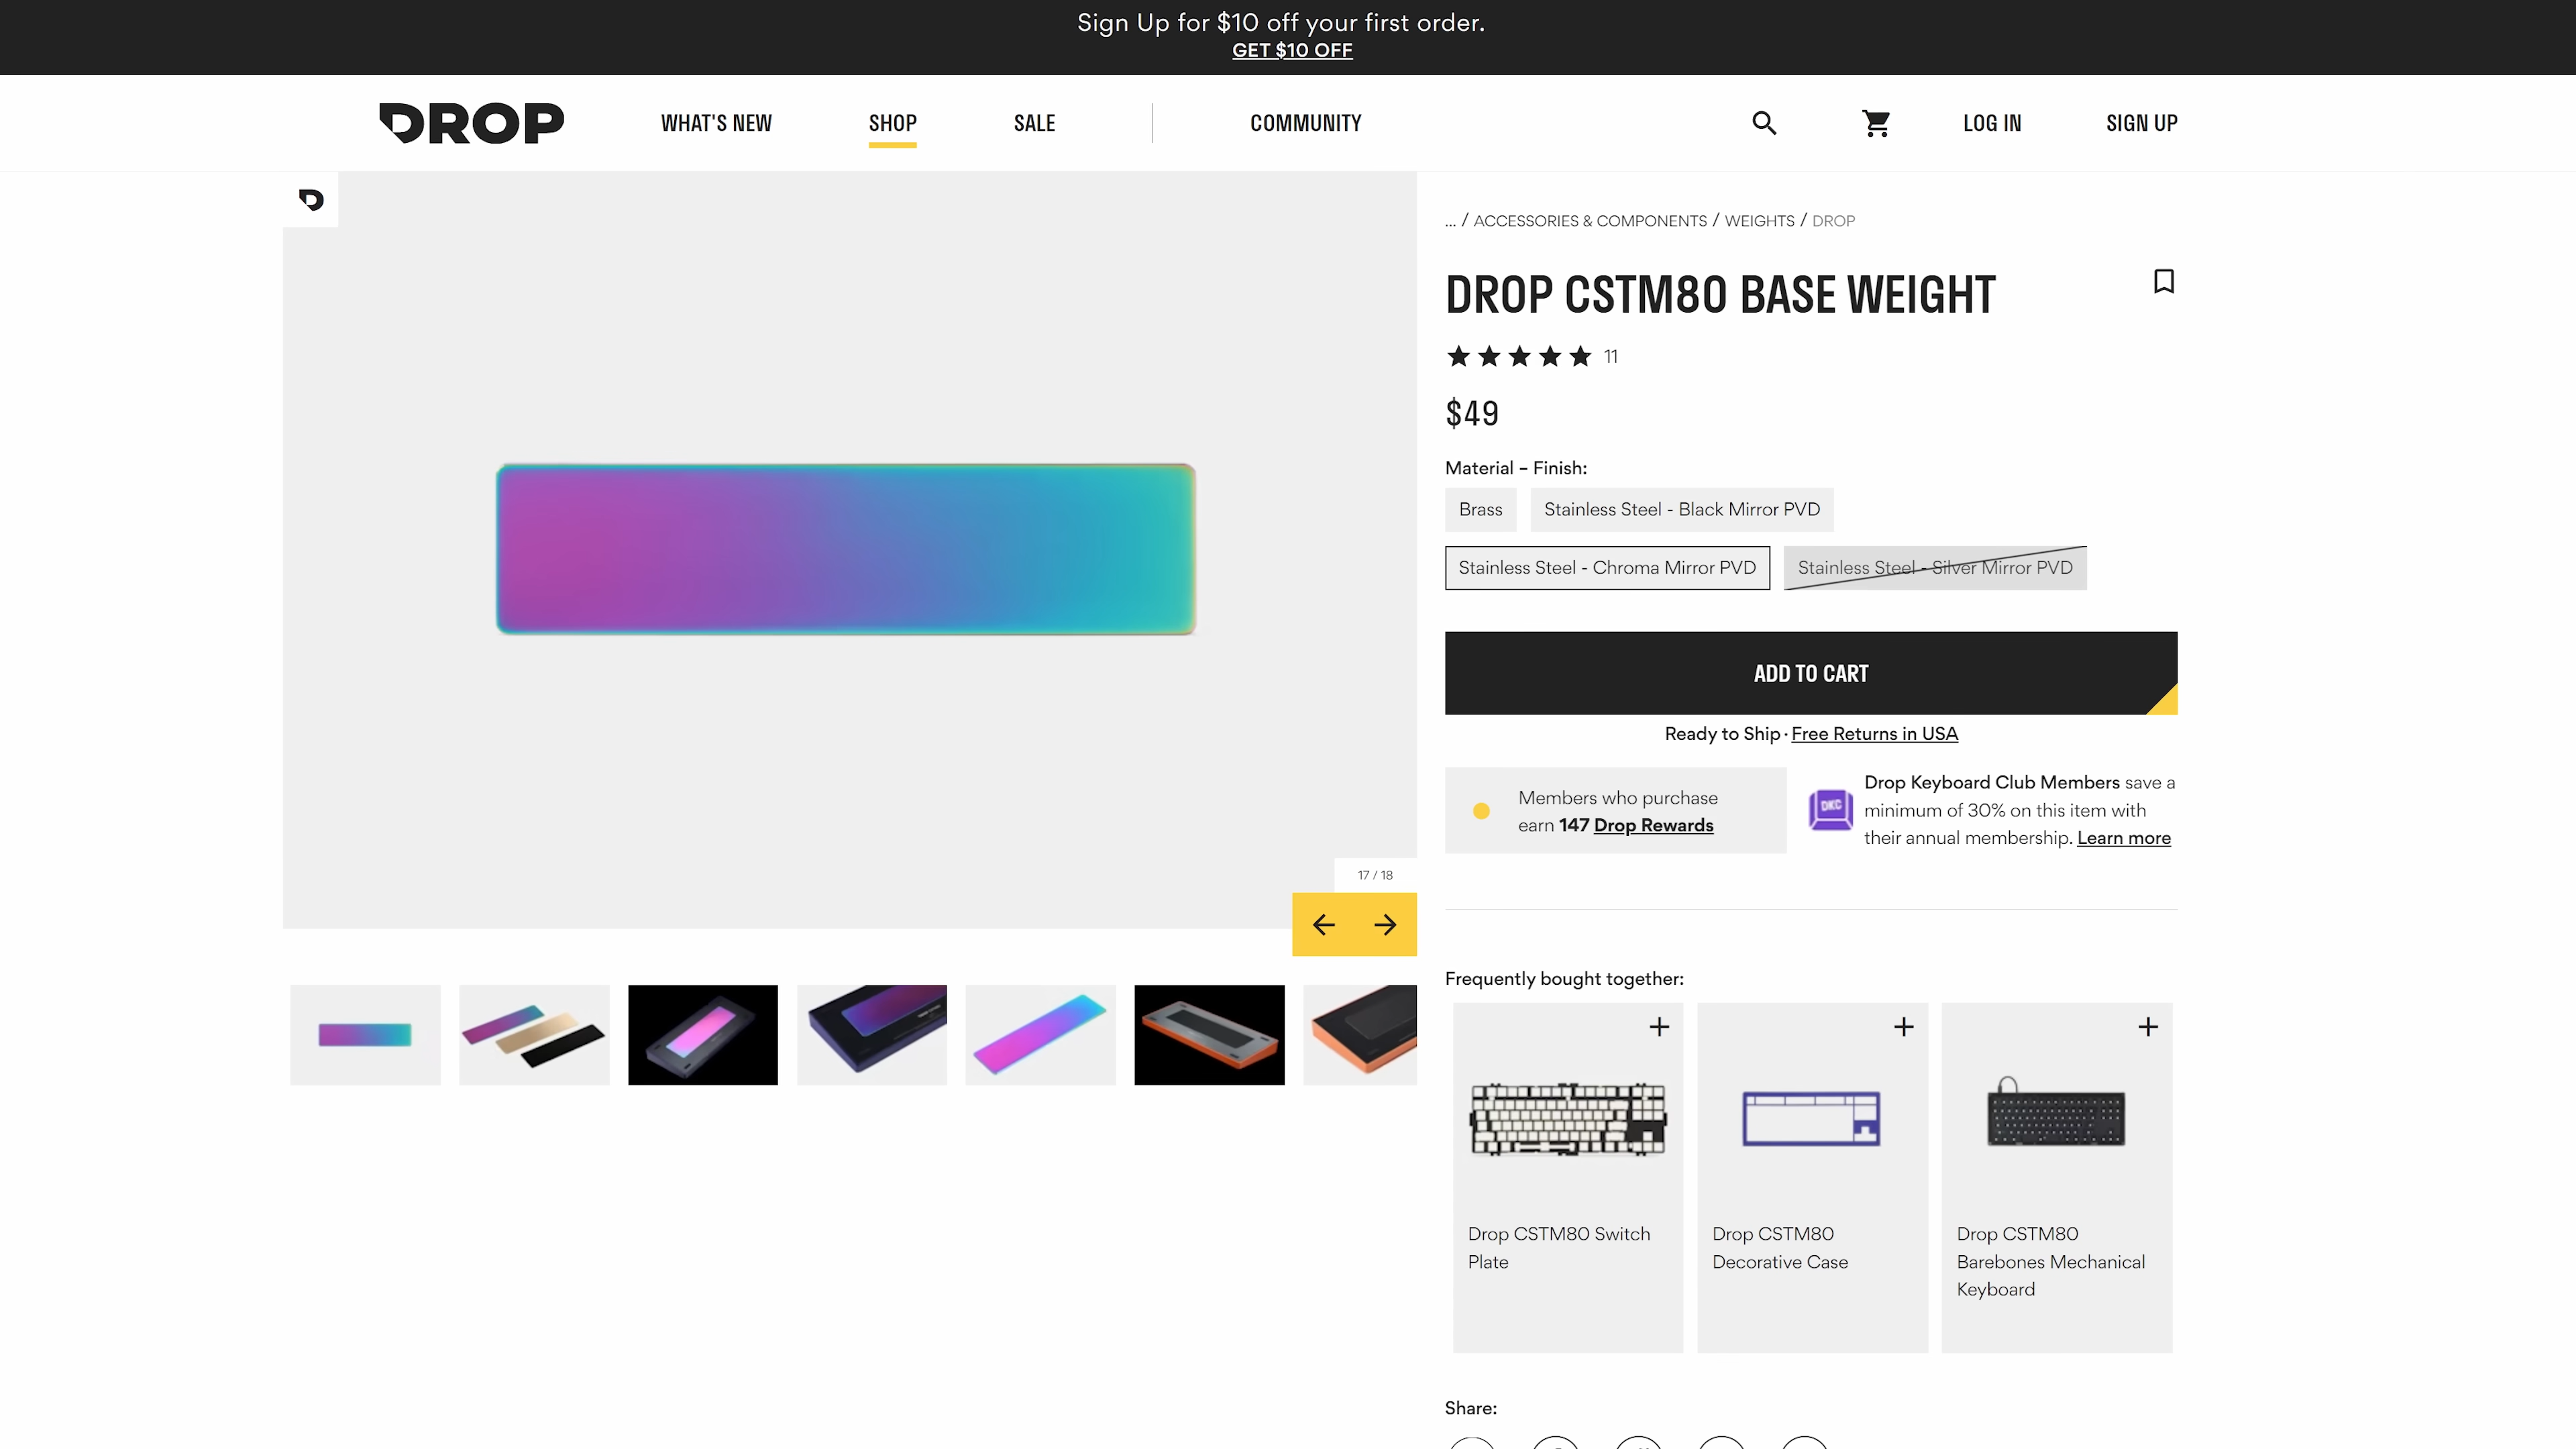 Sign Up for $10 off your first order.
GET $10 OFF
DROP
WHAT'S NEW
SHOP
SALE
COMMUNITY
LOG IN
SIGN UP
... / ACCESSORIES & COMPONENTS / WEIGHTS / DROP
DROP CSTM80 BASE WEIGHT
11
$49
Material – Finish:
Brass
Stainless Steel - Black Mirror PVD
Stainless Steel - Chroma Mirror PVD
Stainless Steel - Silver Mirror PVD
ADD TO CART
Ready to Ship · Free Returns in USA
Members who purchase
earn 147 Drop Rewards
DKC
Drop Keyboard Club Members save a
minimum of 30% on this item with
their annual membership. Learn more
17 / 18
Frequently bought together:
Drop CSTM80 Switch
Plate
Drop CSTM80
Decorative Case
Drop CSTM80
Barebones Mechanical
Keyboard
Share: